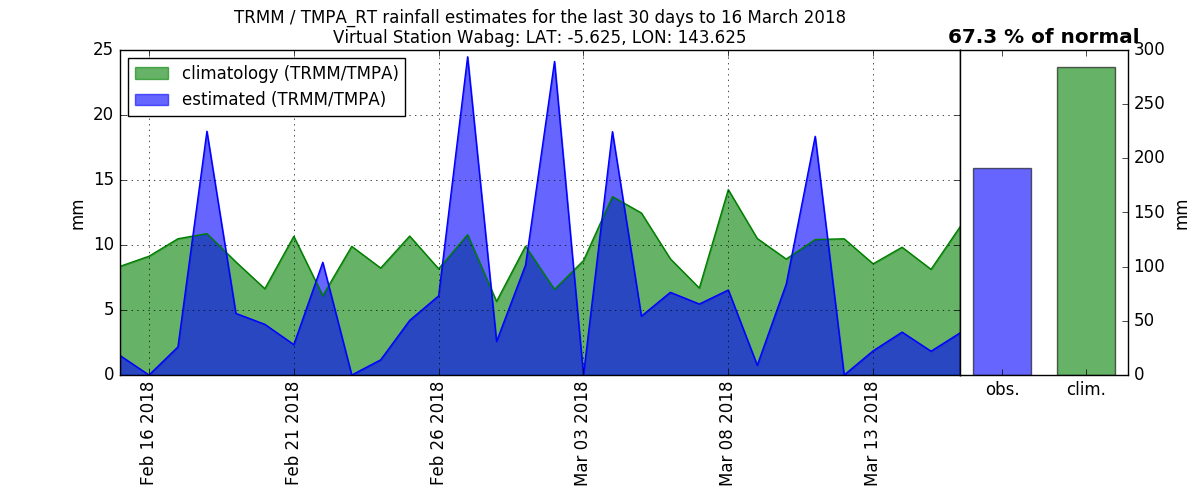 TRMM / TMPA_RT rainfall estimates for the last 30 days to 16 March 2018
Virtual Station Wabag: LAT: -5.625, LON: 143.625
67.3 % of normal
climatology (TRMM/TMPA)
estimated (TRMM/TMPA)
mm
25
20
15
10
5
0
Feb 16 2018
Feb 21 2018
Feb 26 2018
Mar 03 2018
Mar 08 2018
Mar 13 2018
300
250
200
150
100
50
0
mm
obs.
clim.